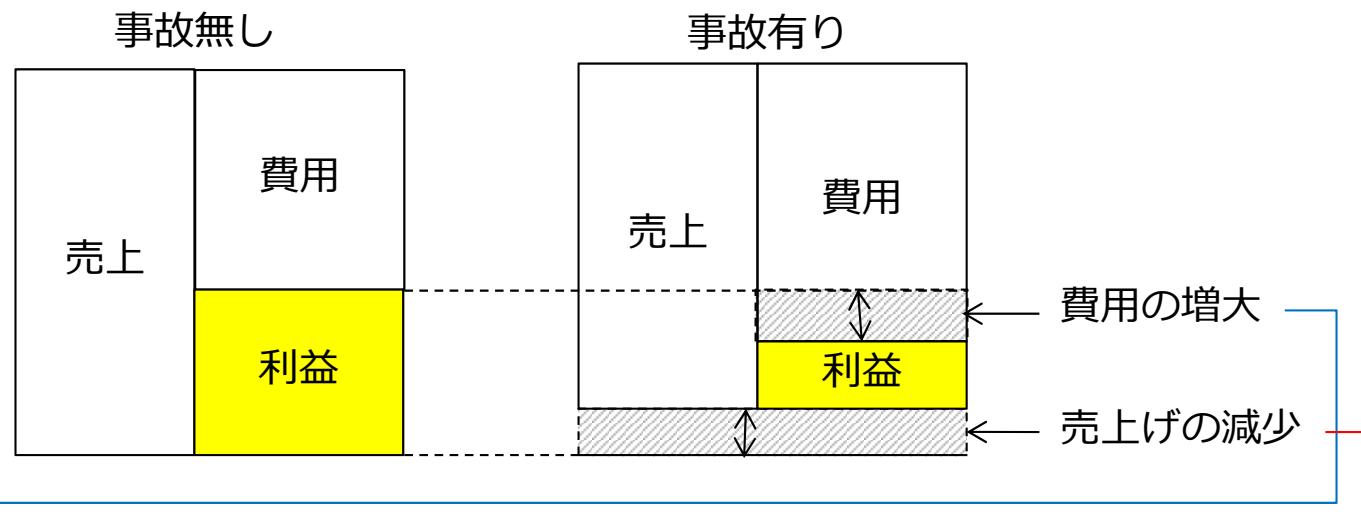 事故無し
事故有り
売上
費用
利益
売上
費用
利益
費用の増大
売上げの減少